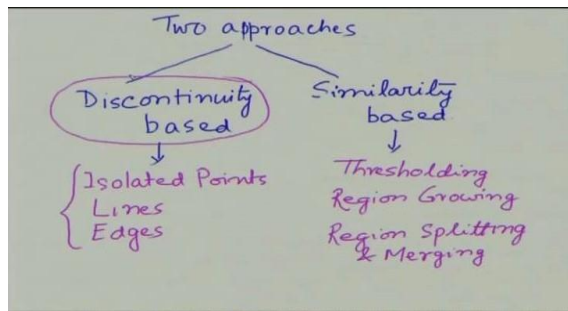 Two approaches
Discontinuity
based
Similarity
based
Isolated Points
Lines
Edges
Thresholding
Region Growing
Region Splitting
& Merging